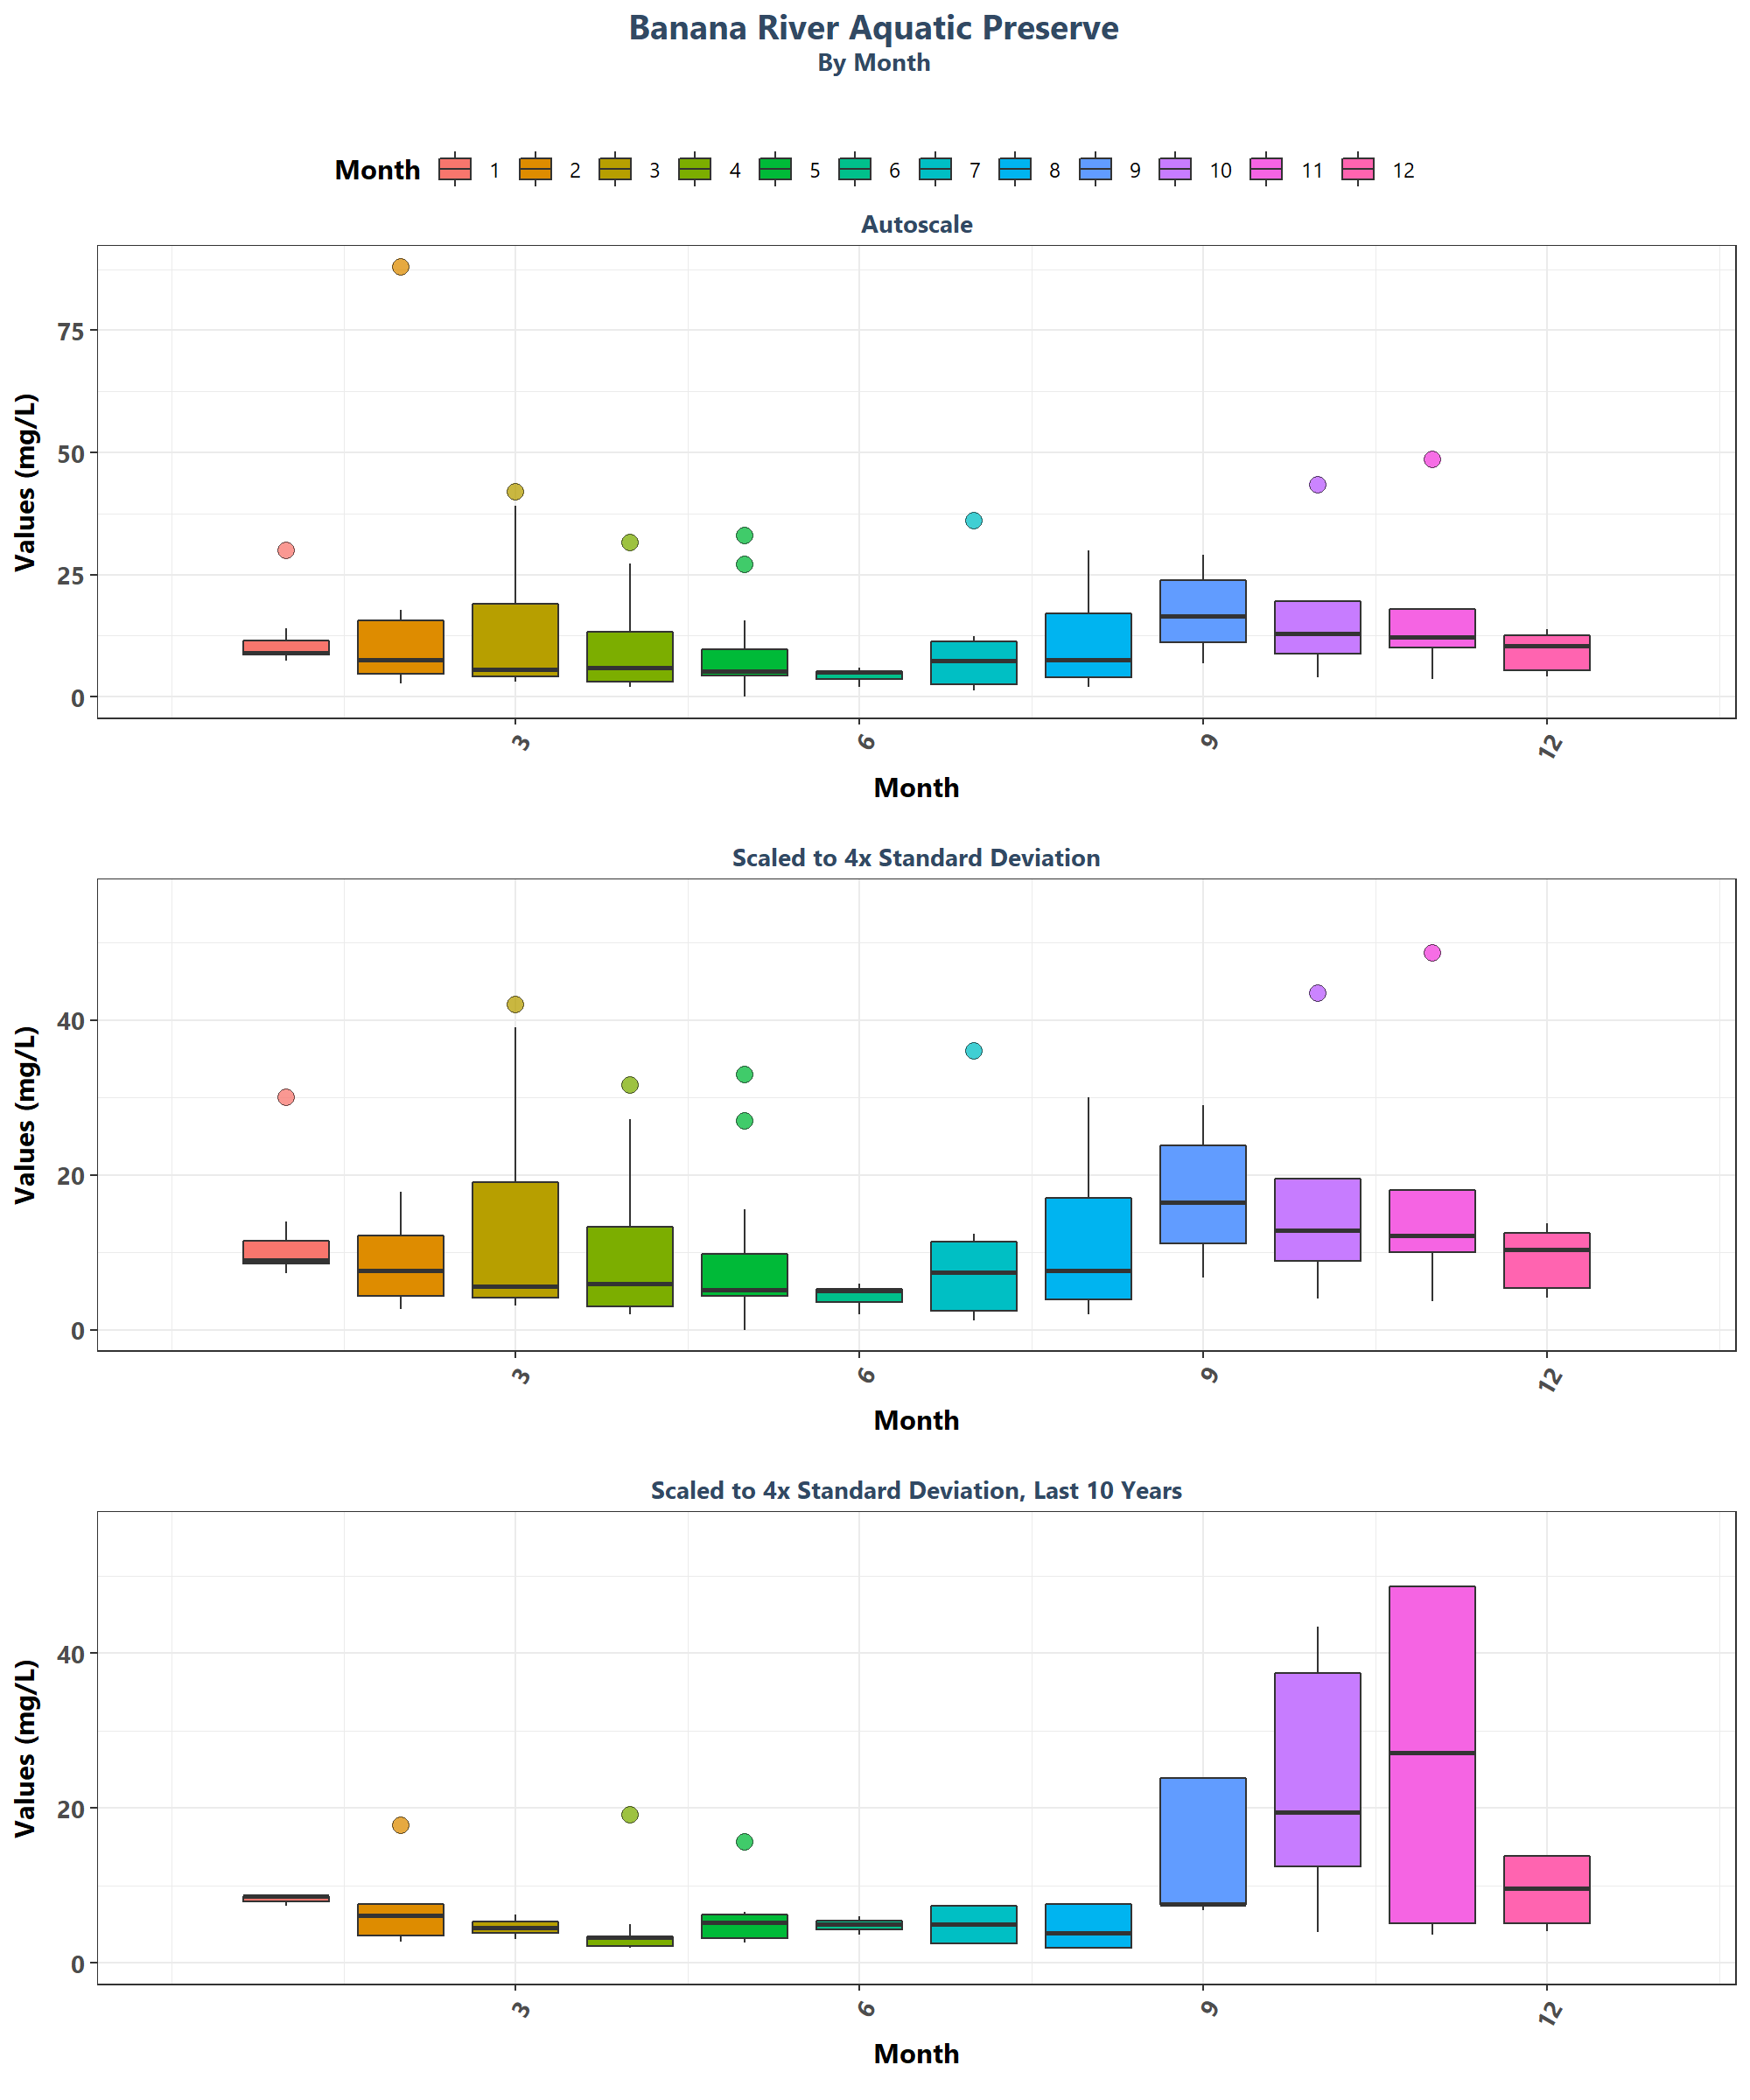 Banana River Aquatic Preserve
By Month
Month 1 2 3 4 5 6 7 8 9 10 11 12
Autoscale
Values (mg/L)
75
50
25
0
3 6 9 12
Month
Scaled to 4x Standard Deviation
Values (mg/L)
40
20
0
3 6 9 12
Month
Scaled to 4x Standard Deviation, Last 10 Years
Values (mg/L)
40
20
0
3 6 9 12
Month